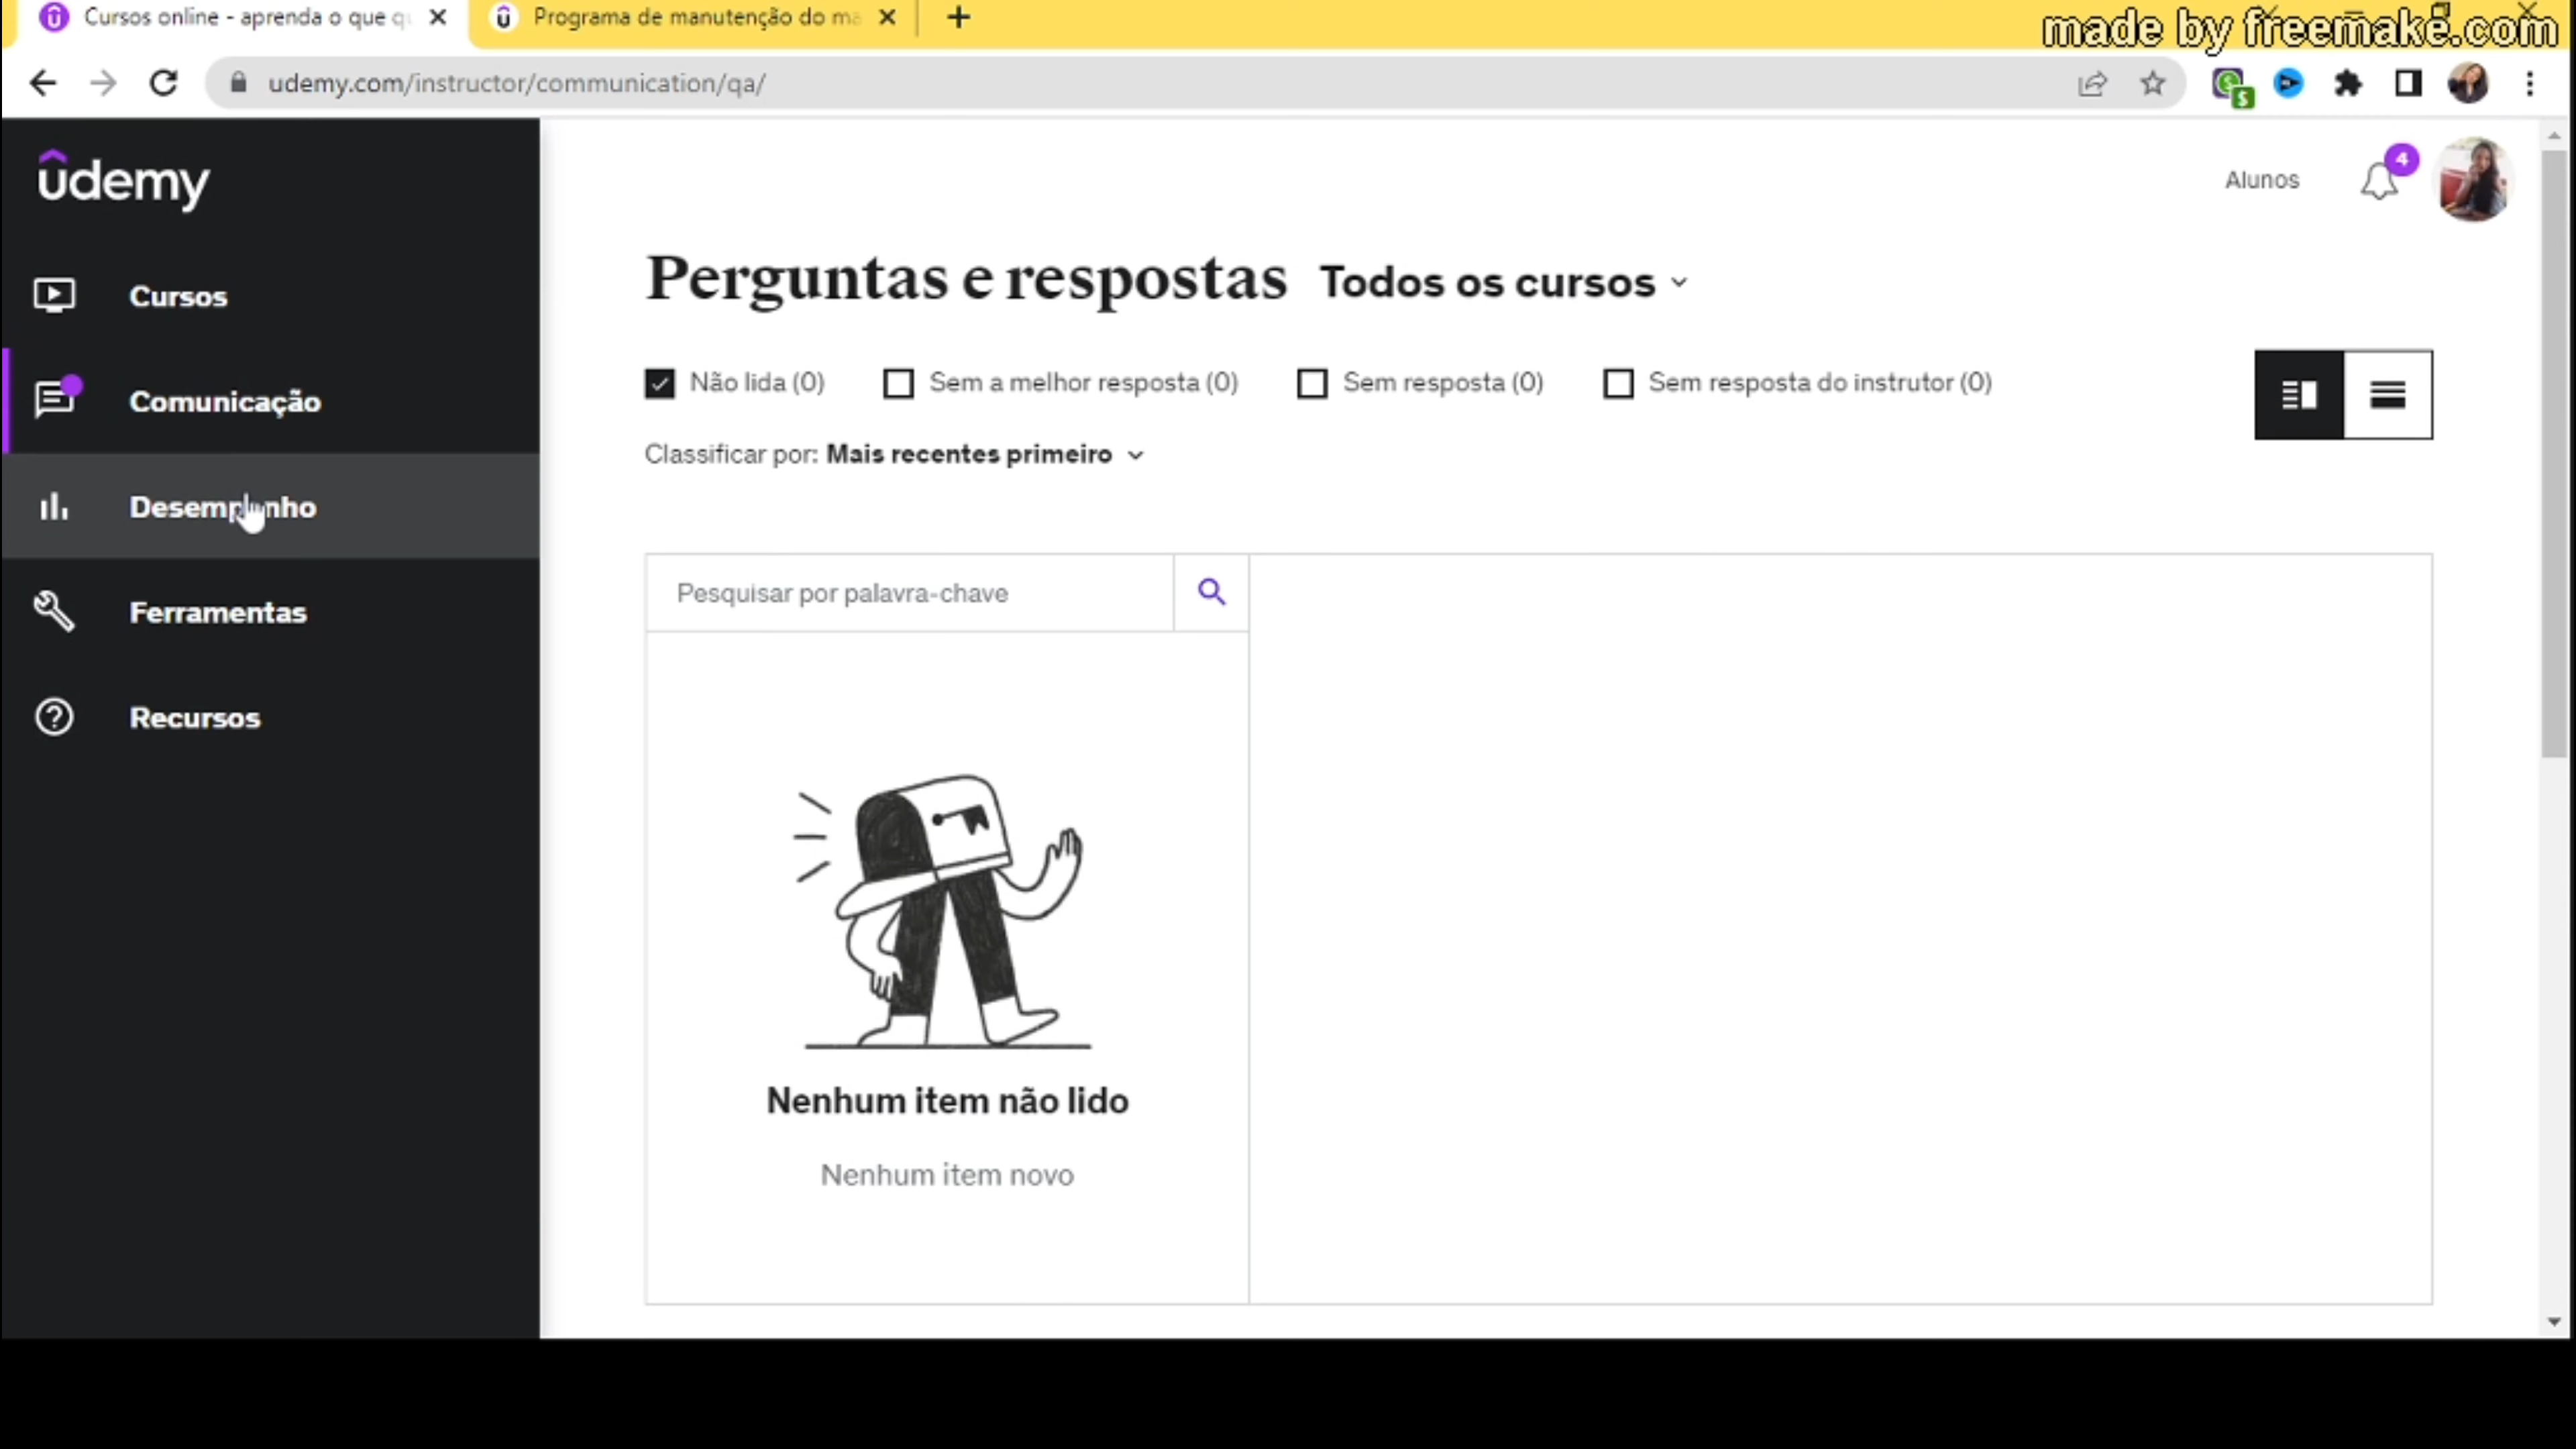 Cursos online - aprenda o que q
Programa de manutenção do ma
made by freemake.com
udemy.com/instructor/communication/qa/
udemy
Alunos
4
Cursos
Comunicação
Desempenho
Ferramentas
Recursos
Perguntas e respostas Todos os cursos
Não lida (0) Sem a melhor resposta (0) Sem resposta (0) Sem resposta do instrutor (0)
Classificar por: Mais recentes primeiro
Pesquisar por palavra-chave
Nenhum item não lido
Nenhum item novo